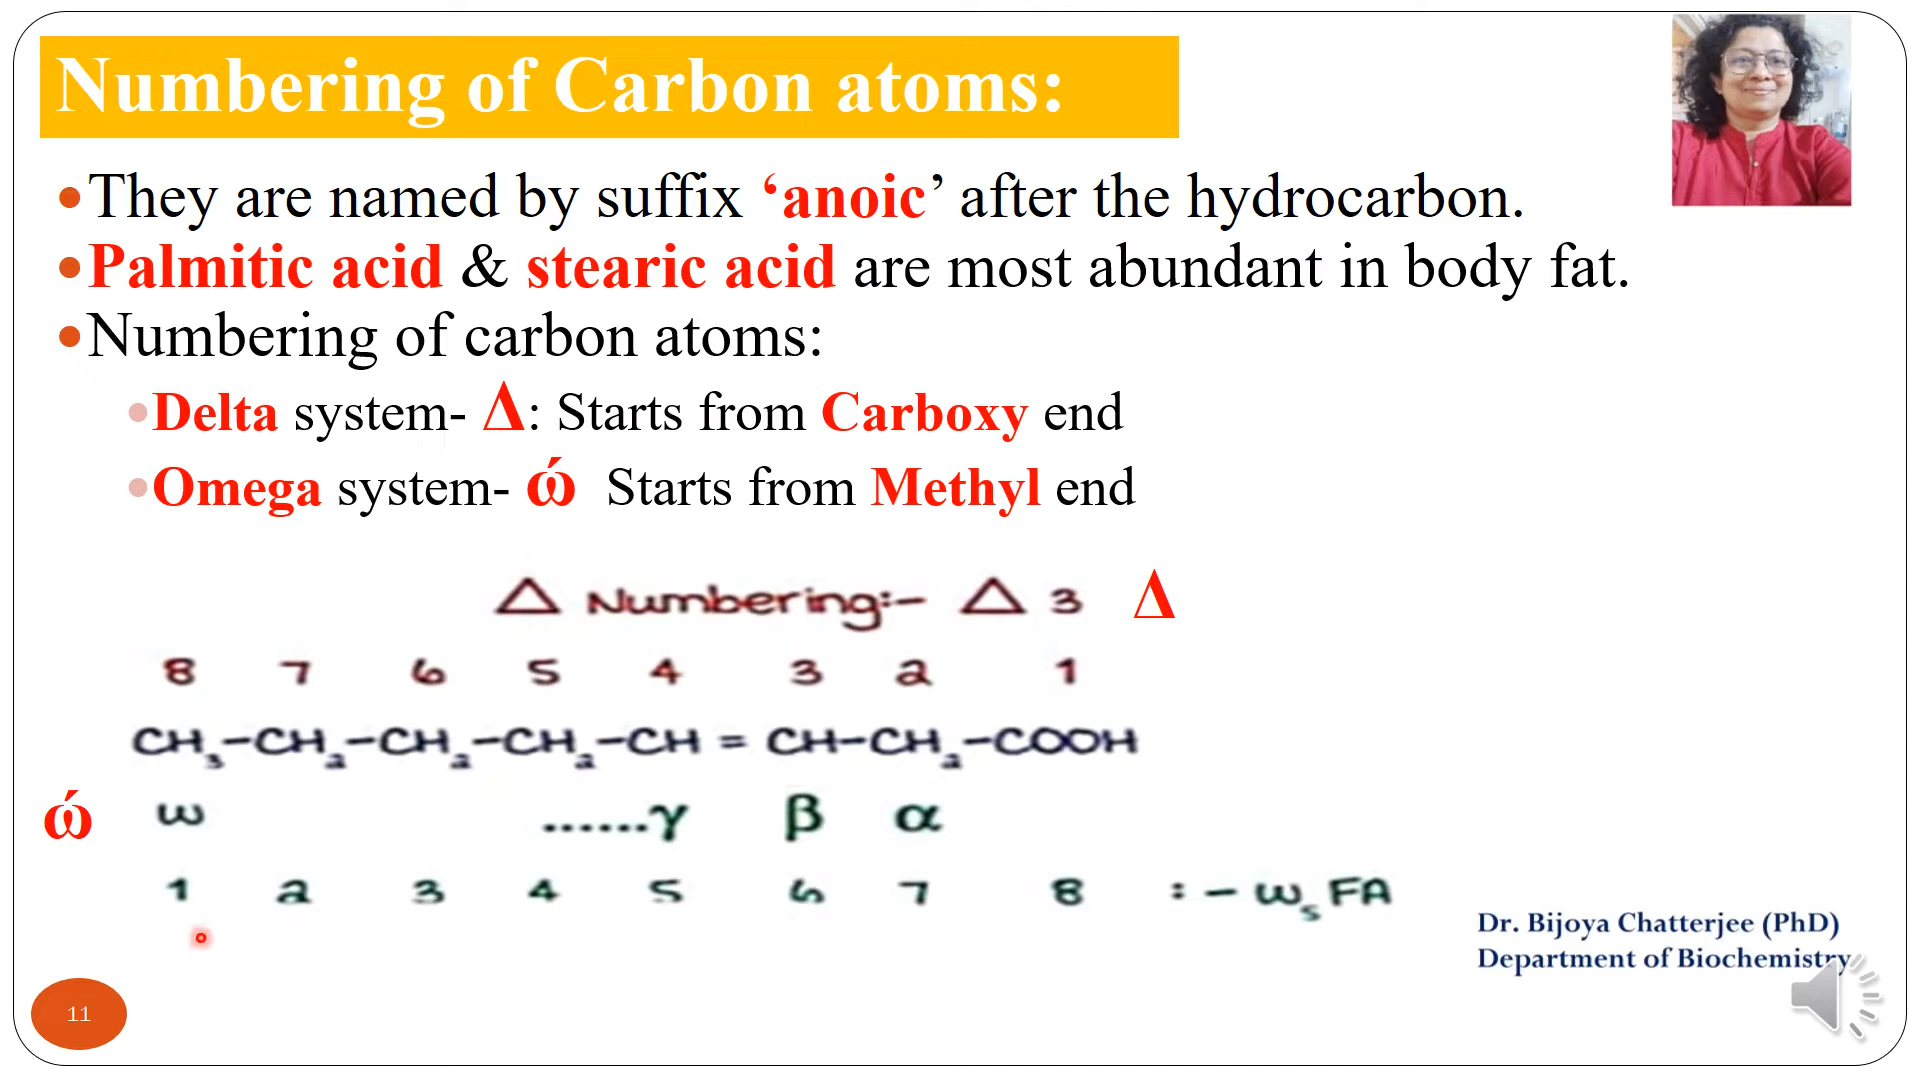 Numbering of Carbon atoms:
•They are named by suffix ‘anoic’ after the hydrocarbon.
•Palmitic acid & stearic acid are most abundant in body fat.
•Numbering of carbon atoms:
•Delta system- Δ: Starts from Carboxy end
•Omega system- ώ Starts from Methyl end
△ Numbering:- △ 3 Δ
8 7 6 5 4 3 2 1
CH₃-CH₂-CH₂-CH₂-CH = CH-CH₂-COOH
ώ ω ......γ β α
1 2 3 4 5 6 7 8 :- ω₅ FA
Dr. Bijoya Chatterjee (PhD)
Department of Biochemistry
11